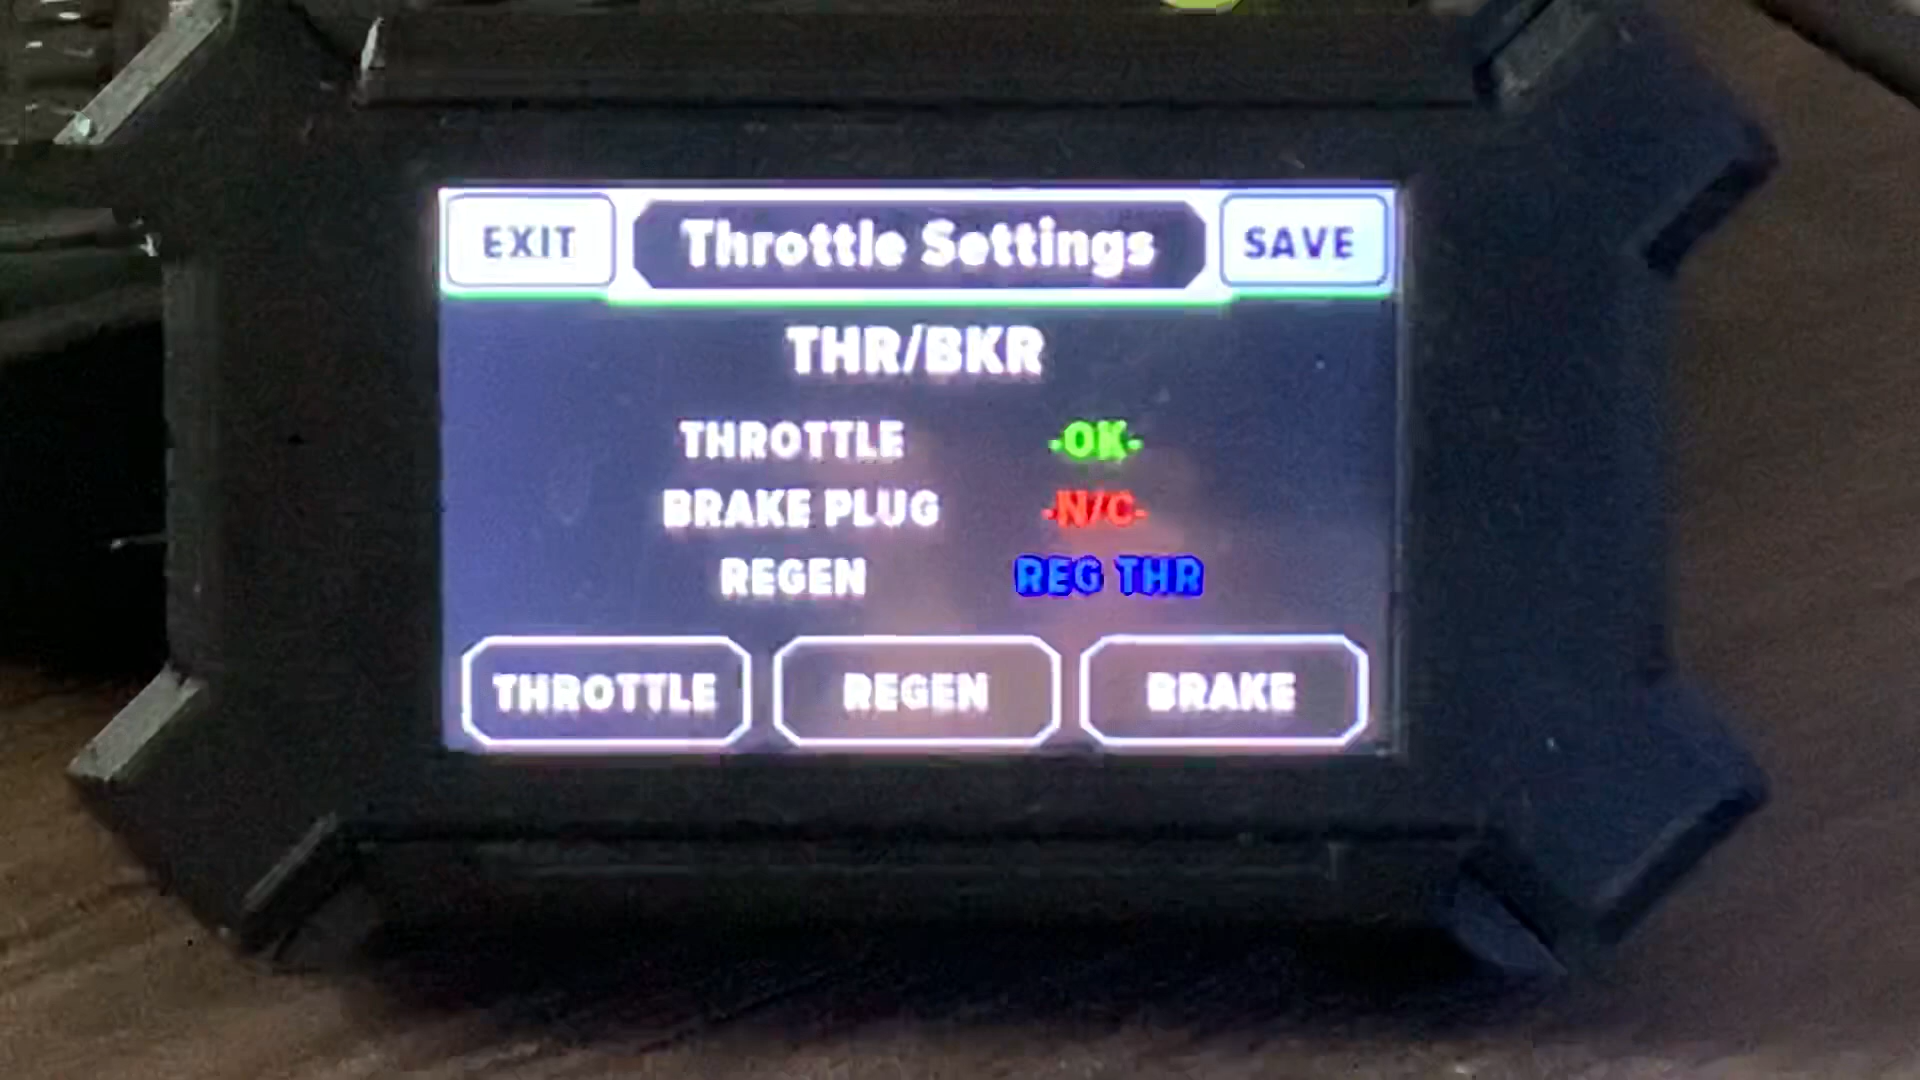 EXIT Throttle Settings SAVE
THR/BKR
THROTTLE -OK-
BRAKE PLUG -N/C-
REGEN REG THR
THROTTLE REGEN BRAKE